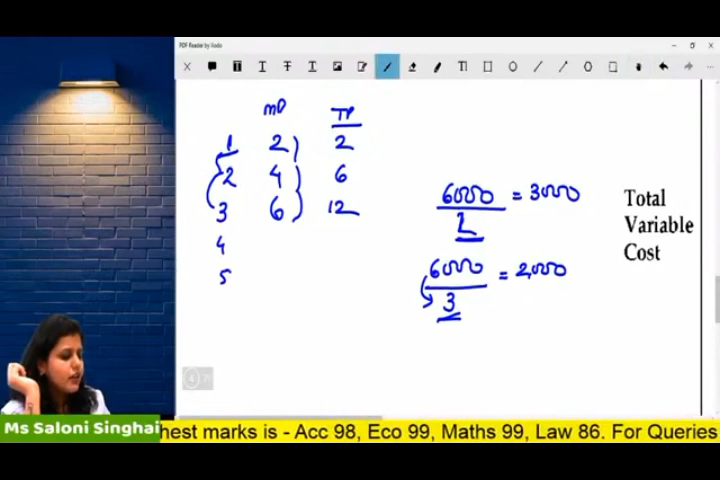 PDF Reader by Xodo
MP TP
1 2 2
2 4 6
3 6 12
4
5
6000/2 = 3000
6000/3 = 2000
Total
Variable
Cost
4
Ms Saloni Singhai
hest marks is - Acc 98, Eco 99, Maths 99, Law 86. For Queries